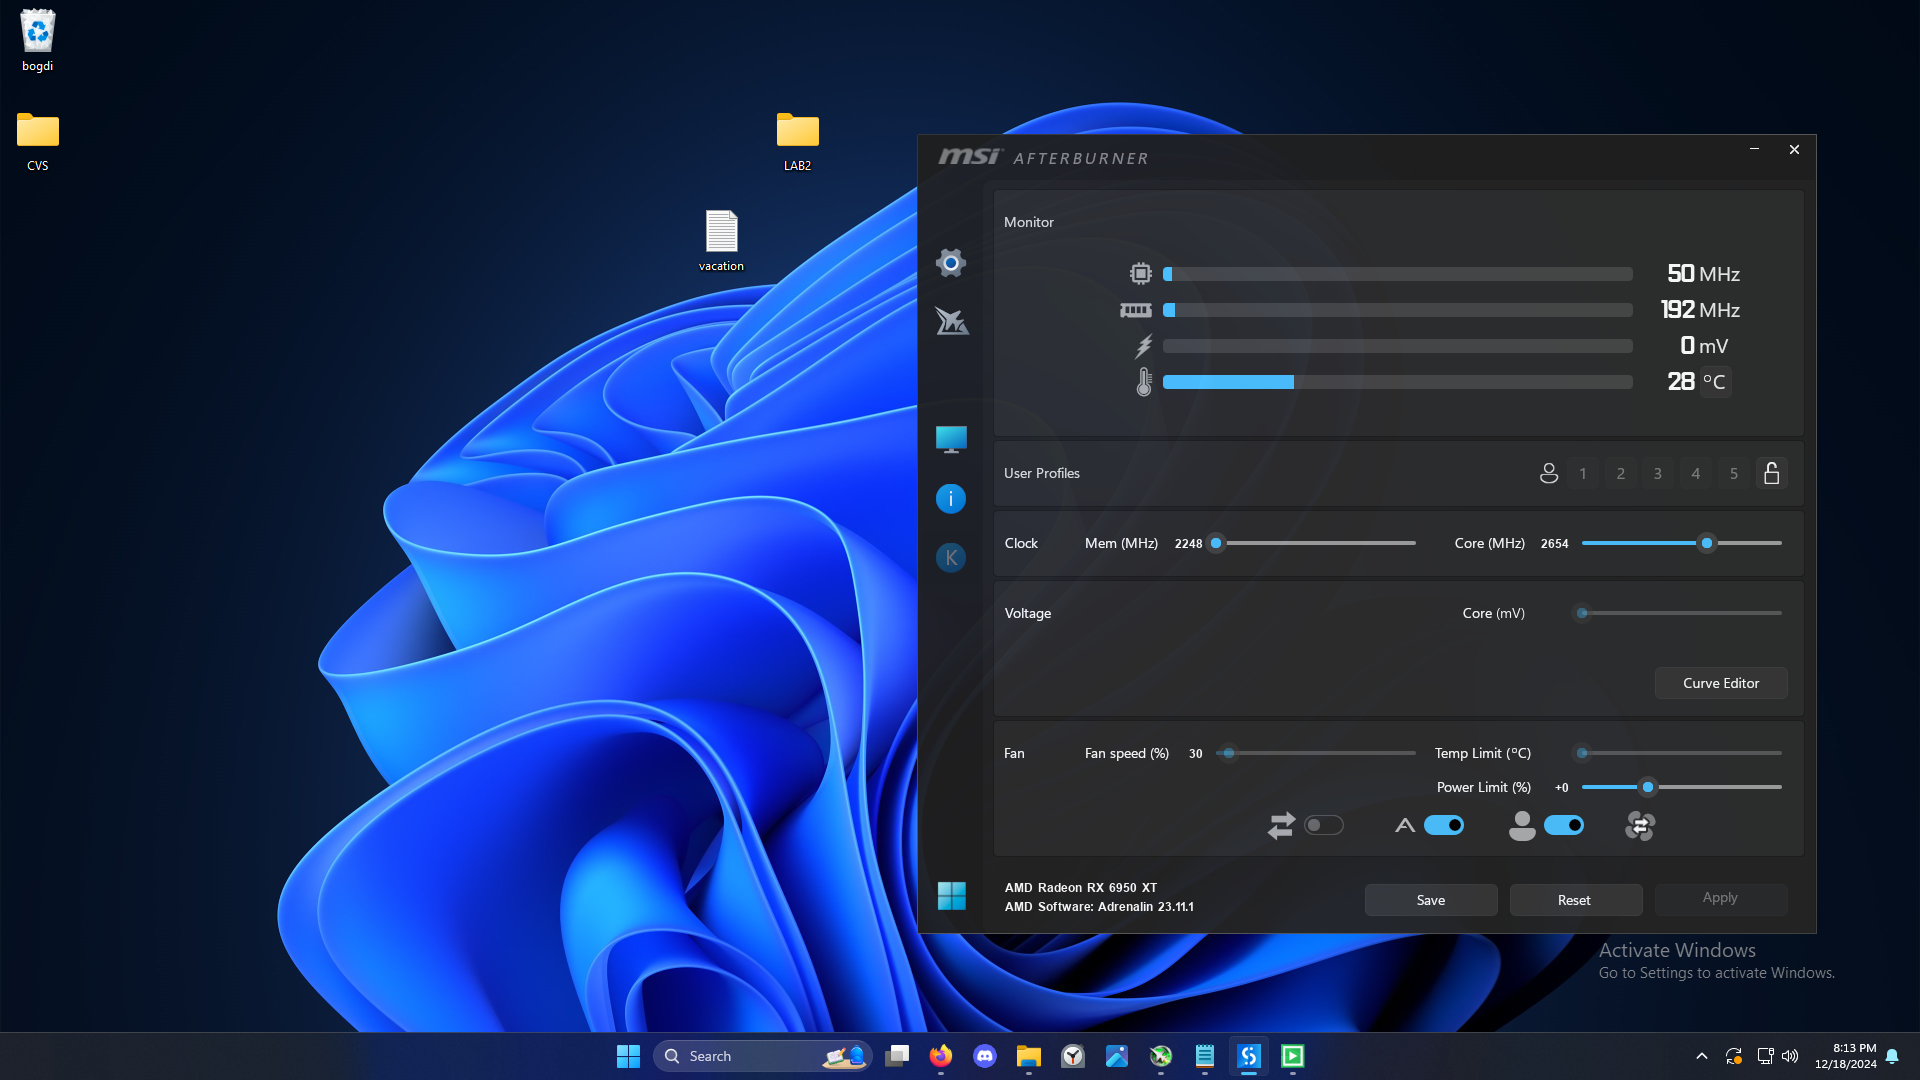 bogdi
CVS
LAB2
vacation
msi AFTERBURNER
Monitor
50 MHz
192 MHz
0 mV
28 °C
User Profiles 1 2 3 4 5
Clock Mem (MHz) 2248 Core (MHz) 2654
Voltage Core (mV)
Curve Editor
Fan Fan speed (%) 30 Temp Limit (°C)
Power Limit (%) +0
i
K
AMD Radeon RX 6950 XT
AMD Software: Adrenalin 23.11.1
Save Reset Apply
Activate Windows
Go to Settings to activate Windows.
Search
8:13 PM
12/18/2024